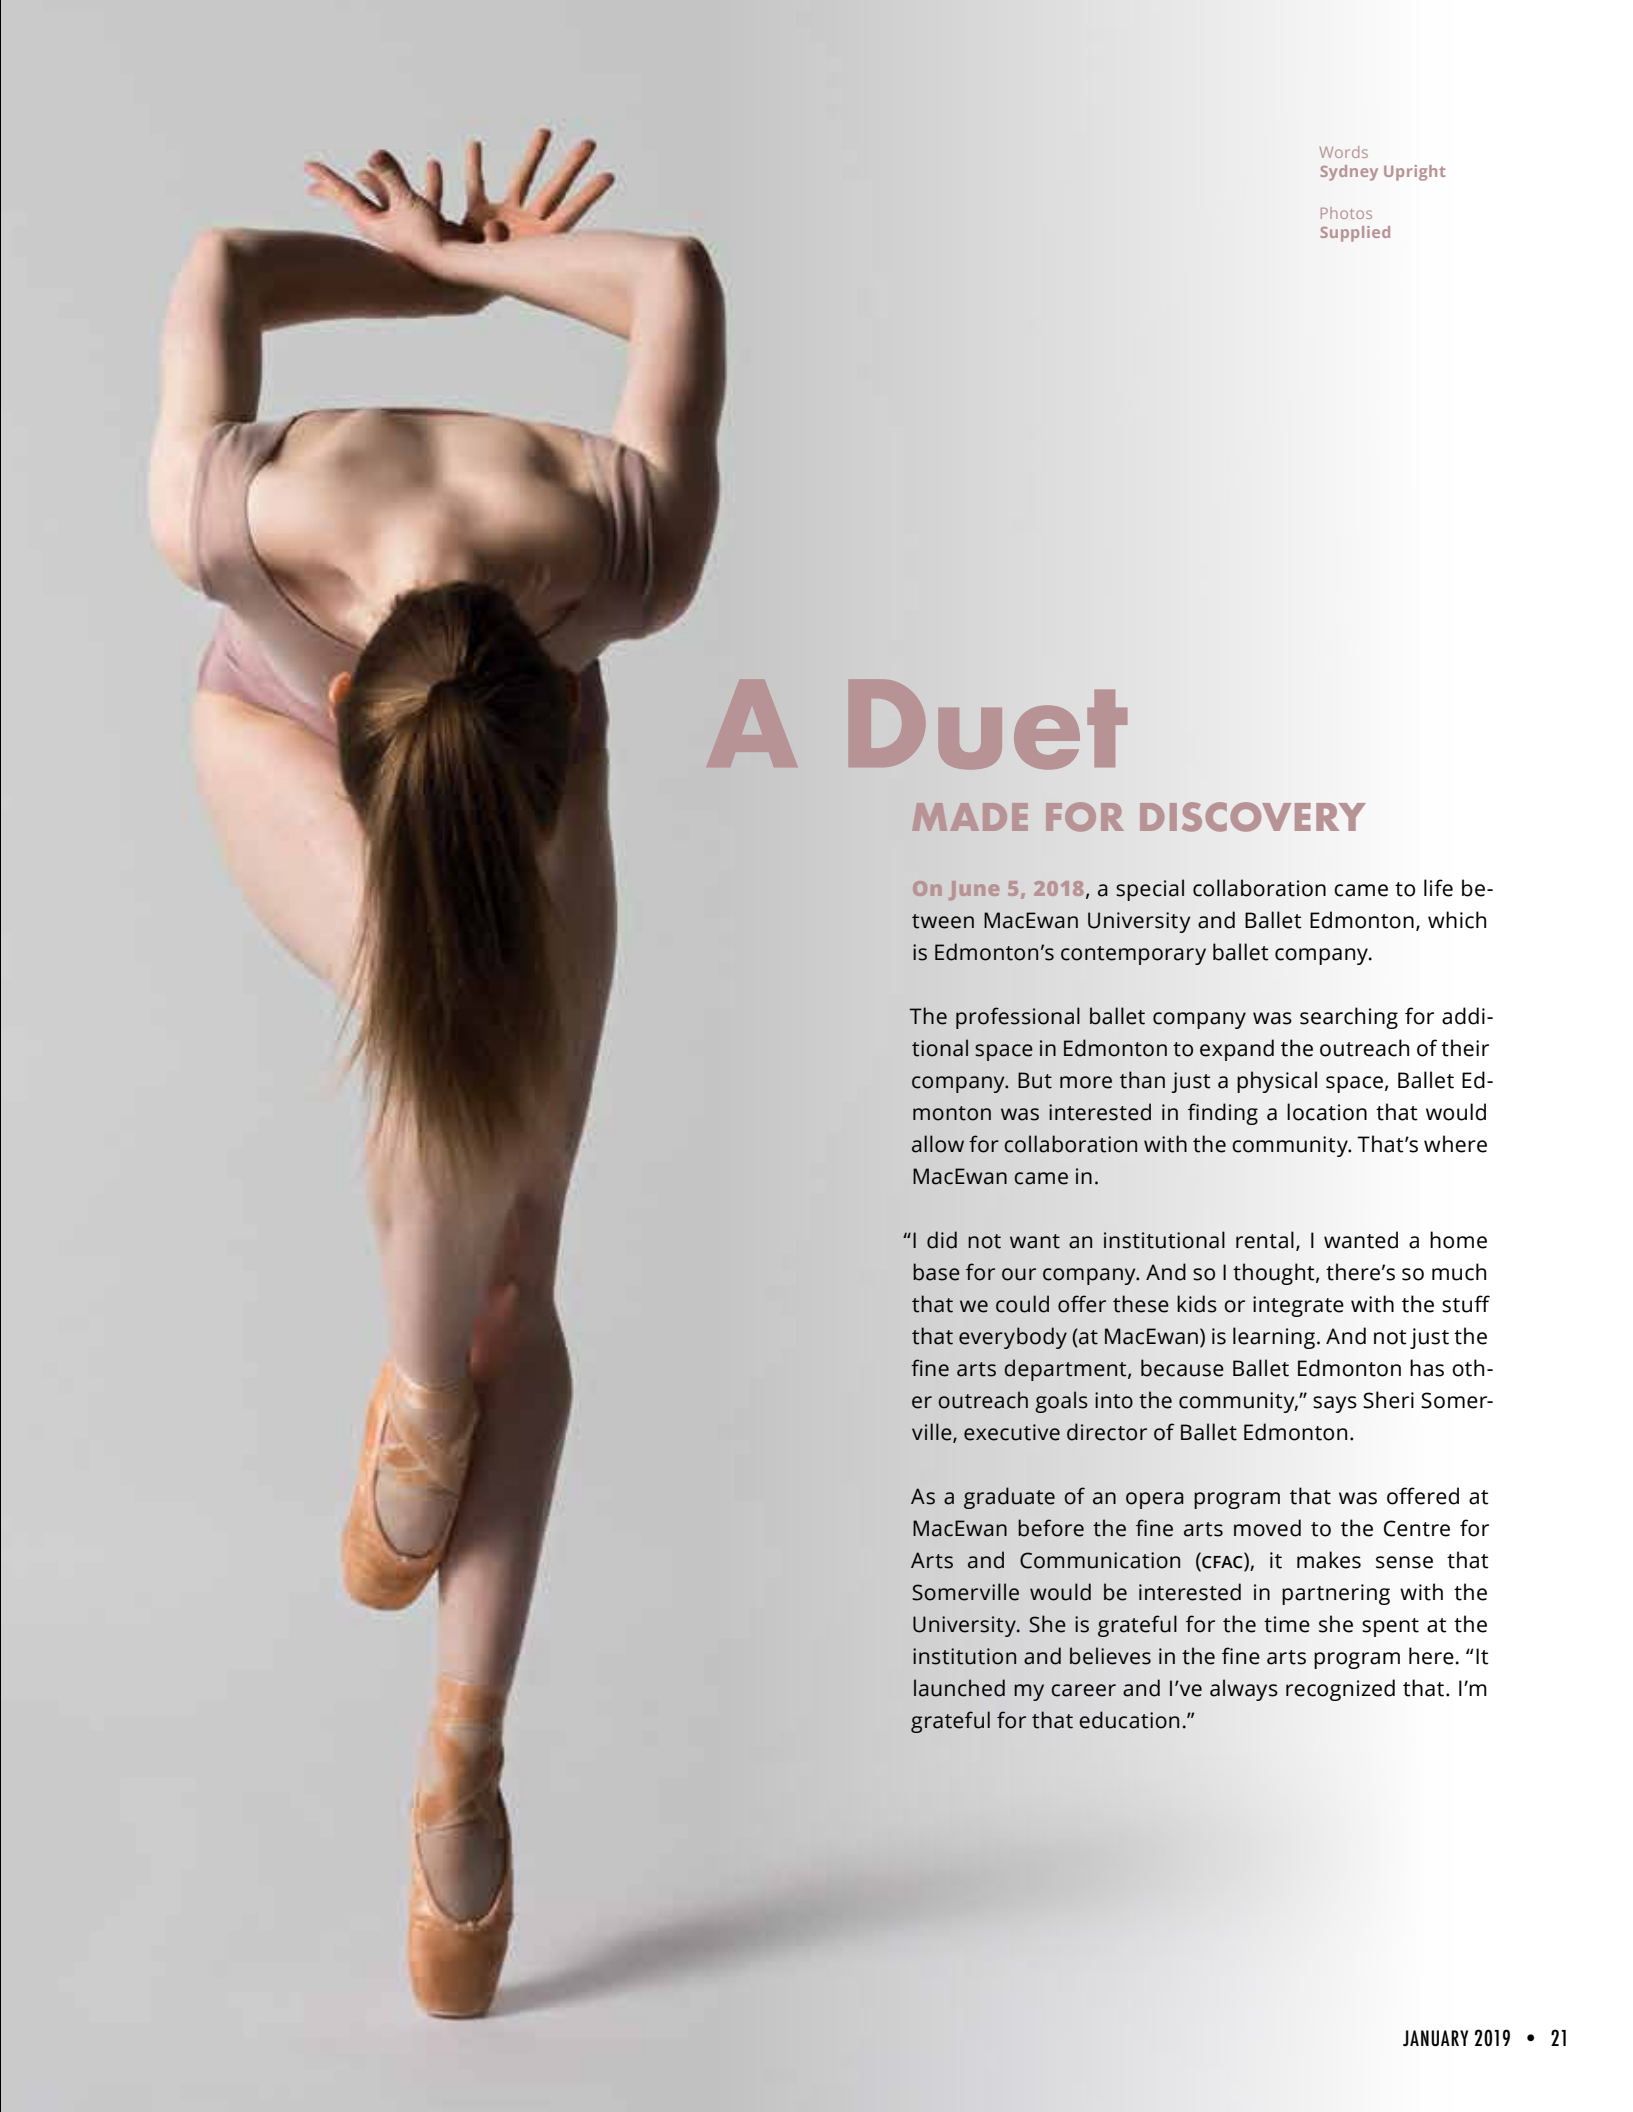 Words
Sydney Upright
Photos
Supplied
A Duet
MADE FOR DISCOVERY
On June 5, 2018, a special collaboration came to life be-
tween MacEwan University and Ballet Edmonton, which
is Edmonton’s contemporary ballet company.
The professional ballet company was searching for addi-
tional space in Edmonton to expand the outreach of their
company. But more than just a physical space, Ballet Ed-
monton was interested in finding a location that would
allow for collaboration with the community. That’s where
MacEwan came in.
“I did not want an institutional rental, I wanted a home
base for our company. And so I thought, there’s so much
that we could offer these kids or integrate with the stuff
that everybody (at MacEwan) is learning. And not just the
fine arts department, because Ballet Edmonton has oth-
er outreach goals into the community,” says Sheri Somer-
ville, executive director of Ballet Edmonton.
As a graduate of an opera program that was offered at
MacEwan before the fine arts moved to the Centre for
Arts and Communication (CFAC), it makes sense that
Somerville would be interested in partnering with the
University. She is grateful for the time she spent at the
institution and believes in the fine arts program here. “It
launched my career and I’ve always recognized that. I’m
grateful for that education.”
JANUARY 2019 • 21